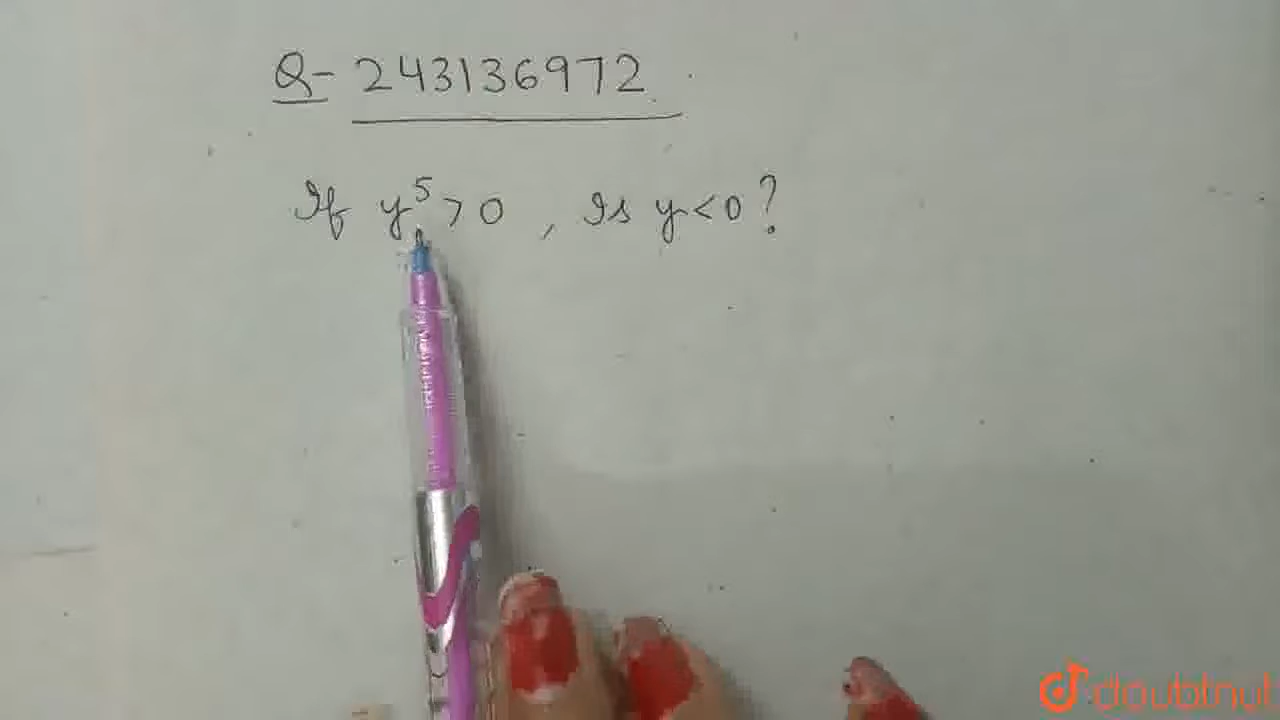 Q- 243136972
If y⁵ > 0 , Is y < 0 ?
doubtnut